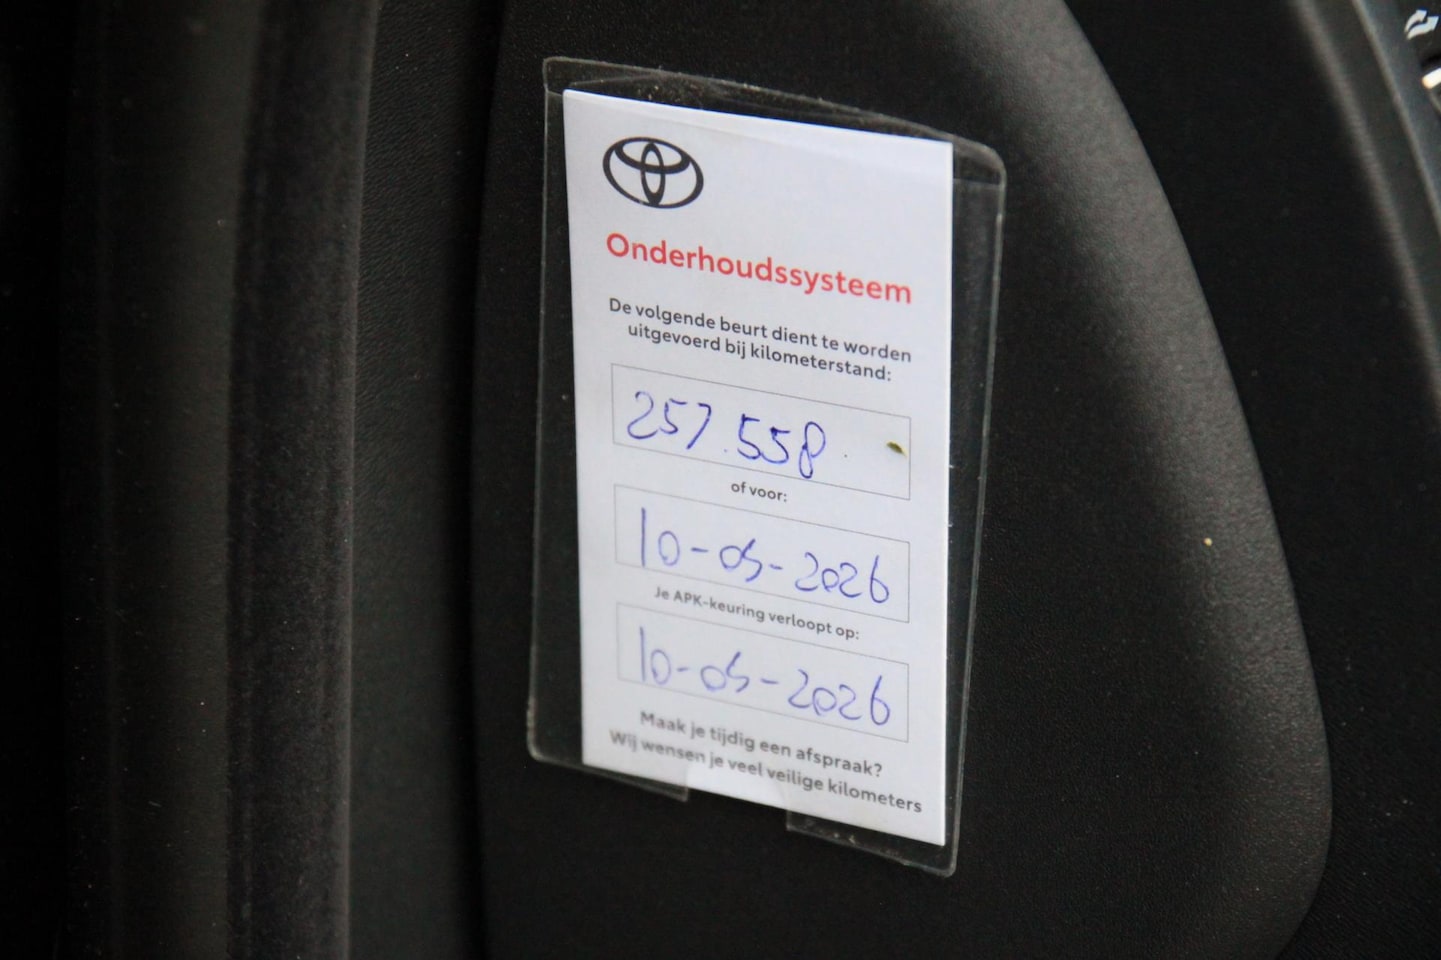 Onderhoudssysteem
De volgende beurt dient te worden
uitgevoerd bij kilometerstand:
257.558
of voor:
10-05-2026
Je APK-keuring verloopt op:
10-05-2026
Maak je tijdig een afspraak?
Wij wensen je veel veilige kilometers